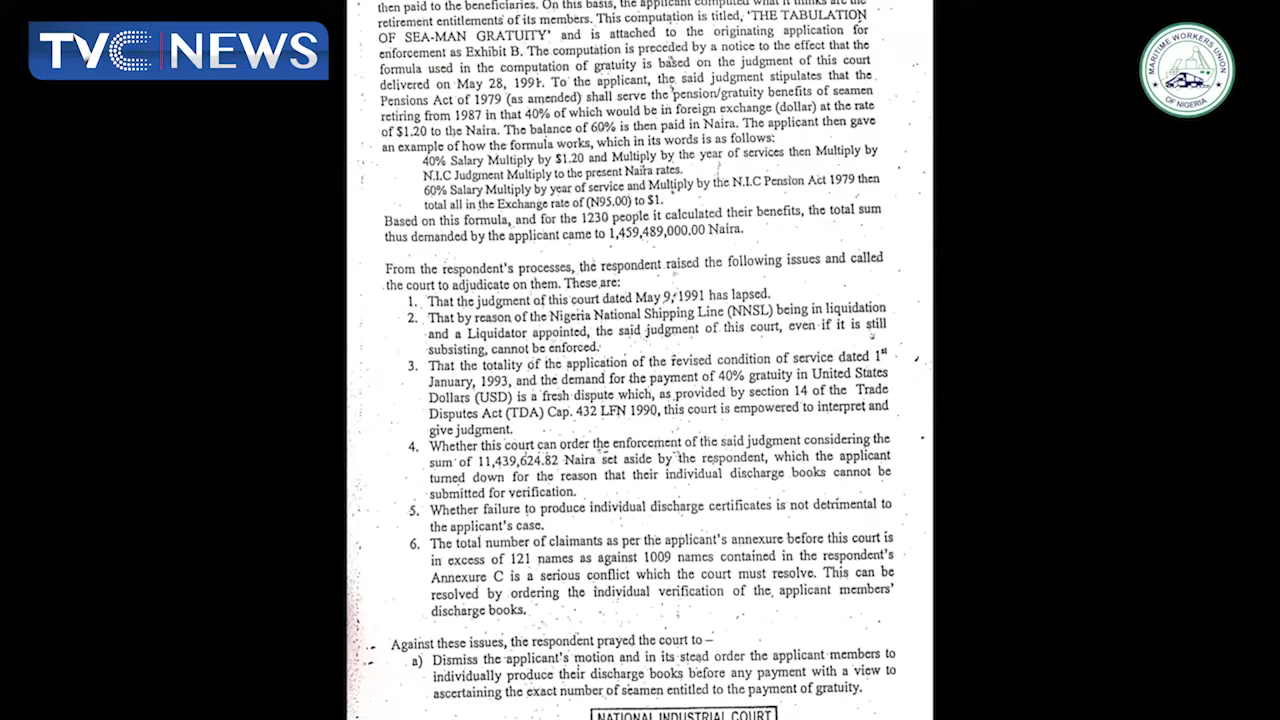 TVC NEWS
MARITIME WORKERS UNION
OF NIGERIA
then paid to the beneficiaries. On this basis, the applicant computed what it thinks are the
retirement entitlements of its members. This computation is titled, 'THE TABULATION
OF SEA-MAN GRATUITY' and is attached to the originating application for
enforcement as Exhibit B. The computation is preceded by a notice to the effect that the
formula used in the computation of gratuity is based on the judgment of this court
delivered on May 28, 1991. To the applicant, the said judgment stipulates that the
Pensions Act of 1979 (as amended) shall serve the pension/gratuity benefits of seamen
retiring from 1987 in that 40% of which would be in foreign exchange (dollar) at the rate
of $1.20 to the Naira. The balance of 60% is then paid in Naira. The applicant then gave
an example of how the formula works, which in its words is as follows:
40% Salary Multiply by $1.20 and Multiply by the year of services then Multiply by
N.I.C Judgment Multiply to the present Naira rates.
60% Salary Multiply by year of service and Multiply by the N.I.C Pension Act 1979 then
total all in the Exchange rate of (N95.00) to $1.
Based on this formula, and for the 1230 people it calculated their benefits, the total sum
thus demanded by the applicant came to 1,459,489,000.00 Naira.
From the respondent's processes, the respondent raised the following issues and called
the court to adjudicate on them. These are:
1. That the judgment of this court dated May 9, 1991 has lapsed.
2. That by reason of the Nigeria National Shipping Line (NNSL) being in liquidation
and a Liquidator appointed, the said judgment of this court, even if it is still
subsisting, cannot be enforced.
3. That the totality of the application of the revised condition of service dated 1st
January, 1993, and the demand for the payment of 40% gratuity in United States
Dollars (USD) is a fresh dispute which, as provided by section 14 of the Trade
Disputes Act (TDA) Cap. 432 LFN 1990, this court is empowered to interpret and
give judgment.
4. Whether this court can order the enforcement of the said judgment considering the
sum of 11,439,624.82 Naira set aside by the respondent, which the applicant
turned down for the reason that their individual discharge books cannot be
submitted for verification.
5. Whether failure to produce individual discharge certificates is not detrimental to
the applicant's case.
6. The total number of claimants as per the applicant's annexure before this court is
in excess of 121 names as against 1009 names contained in the respondent's
Annexure C is a serious conflict which the court must resolve. This can be
resolved by ordering the individual verification of the applicant members'
discharge books.
Against these issues, the respondent prayed the court to –
a) Dismiss the applicant's motion and in its stead order the applicant members to
individually produce their discharge books before any payment with a view to
ascertaining the exact number of seamen entitled to the payment of gratuity.
NATIONAL INDUSTRIAL COURT